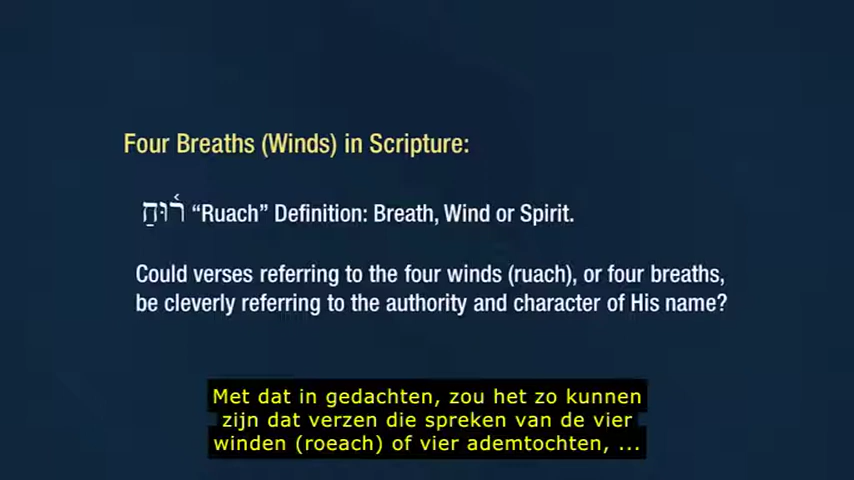 Four Breaths (Winds) in Scripture:
ר֫וּחַ “Ruach” Definition: Breath, Wind or Spirit.
Could verses referring to the four winds (ruach), or four breaths,
be cleverly referring to the authority and character of His name?
Met dat in gedachten, zou het zo kunnen
zijn dat verzen die spreken van de vier
winden (roeach) of vier ademtochten, ...